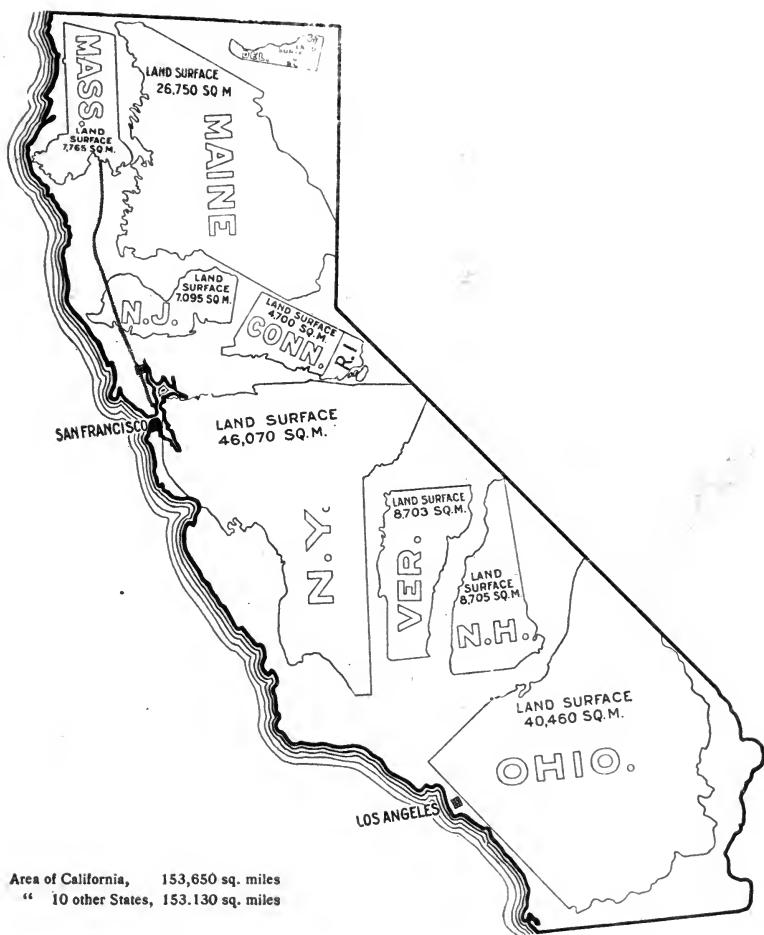 MASS.
LAND
SURFACE
7,765 SQ.M.
LAND SURFACE
26,750 SQ M
MAINE
DEL.
LAND
N.J.
LAND
SURFACE
7.095 SQ M.
LAND SURFACE
4,700 SQ.M.
CONN.
R.I
SAN FRANCISCO
LAND SURFACE
46,070 SQ.M.
N.Y.
LAND SURFACE
8,703 SQ.M.
VER.
LAND
SURFACE
8,705 SQ.M
N.H.
LAND SURFACE
40,460 SQ.M.
OHIO.
LOS ANGELES
Area of California, 153,650 sq. miles
“ 10 other States, 153.130 sq. miles